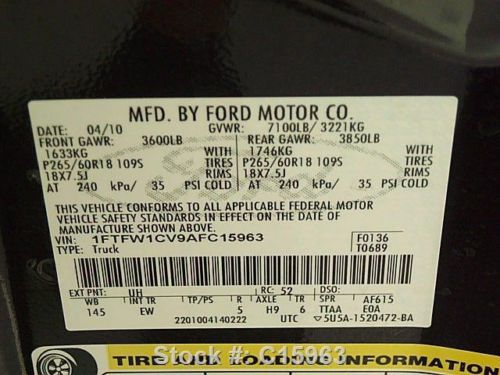 MFD. BY FORD MOTOR CO.
DATE: 04/10 GVWR: 7100LB/ 3221KG
FRONT GAWR: 3600LB REAR GAWR: 3850LB
1633KG WITH 1746KG WITH
P265/60R18 109S TIRES P265/60R18 109S TIRES
18X7.5J RIMS 18X7.5J RIMS
AT 240 kPa/ 35 PSI COLD AT 240 kPa/ 35 PSI COLD
THIS VEHICLE CONFORMS TO ALL APPLICABLE FEDERAL MOTOR
VEHICLE SAFETY STANDARDS IN EFFECT ON THE DATE OF
MANUFACTURE SHOWN ABOVE.
VIN: 1FTFW1CV9AFC15963 F0136
TYPE: Truck T0689
EXT PNT: UH RC: 52 DSO:
WB INT TR TP/PS R AXLE TR SPR AF615
145 EW 5 H9 6 TTAA E0A
2201004140222 UTC 5U5A-1520472-BA
TIRE AND LOADING INFORMATION
Stock # C15963